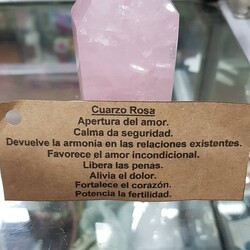 Cuarzo Rosa
Apertura del amor.
Calma da seguridad.
Devuelve la armonia en las relaciones existentes.
Favorece el amor incondicional.
Libera las penas.
Alivia el dolor.
Fortalece el corazón.
Potencia la fertilidad.